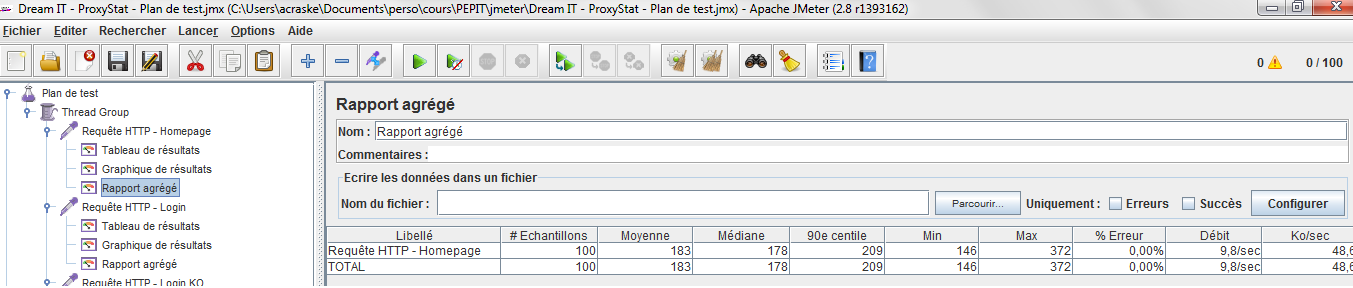 Dream IT - ProxyStat - Plan de test.jmx (C:\Users\acraske\Documents\perso\cours\PEPIT\jmeter\Dream IT - ProxyStat - Plan de test.jmx) - Apache JMeter (2.8 r1393162)
Fichier Editer Rechercher Lancer Options Aide
0 0 / 100
Plan de test
Thread Group
Requête HTTP - Homepage
Tableau de résultats
Graphique de résultats
Rapport agrégé
Requête HTTP - Login
Tableau de résultats
Graphique de résultats
Rapport agrégé
Requête HTTP - Login KO
Rapport agrégé
Nom : Rapport agrégé
Commentaires :
Ecrire les données dans un fichier
Nom du fichier : Parcourir... Uniquement : Erreurs Succès Configurer
Libellé # Echantillons Moyenne Médiane 90e centile Min Max % Erreur Débit Ko/sec
Requête HTTP - Homepage 100 183 178 209 146 372 0,00% 9,8/sec 48,6
TOTAL 100 183 178 209 146 372 0,00% 9,8/sec 48,6